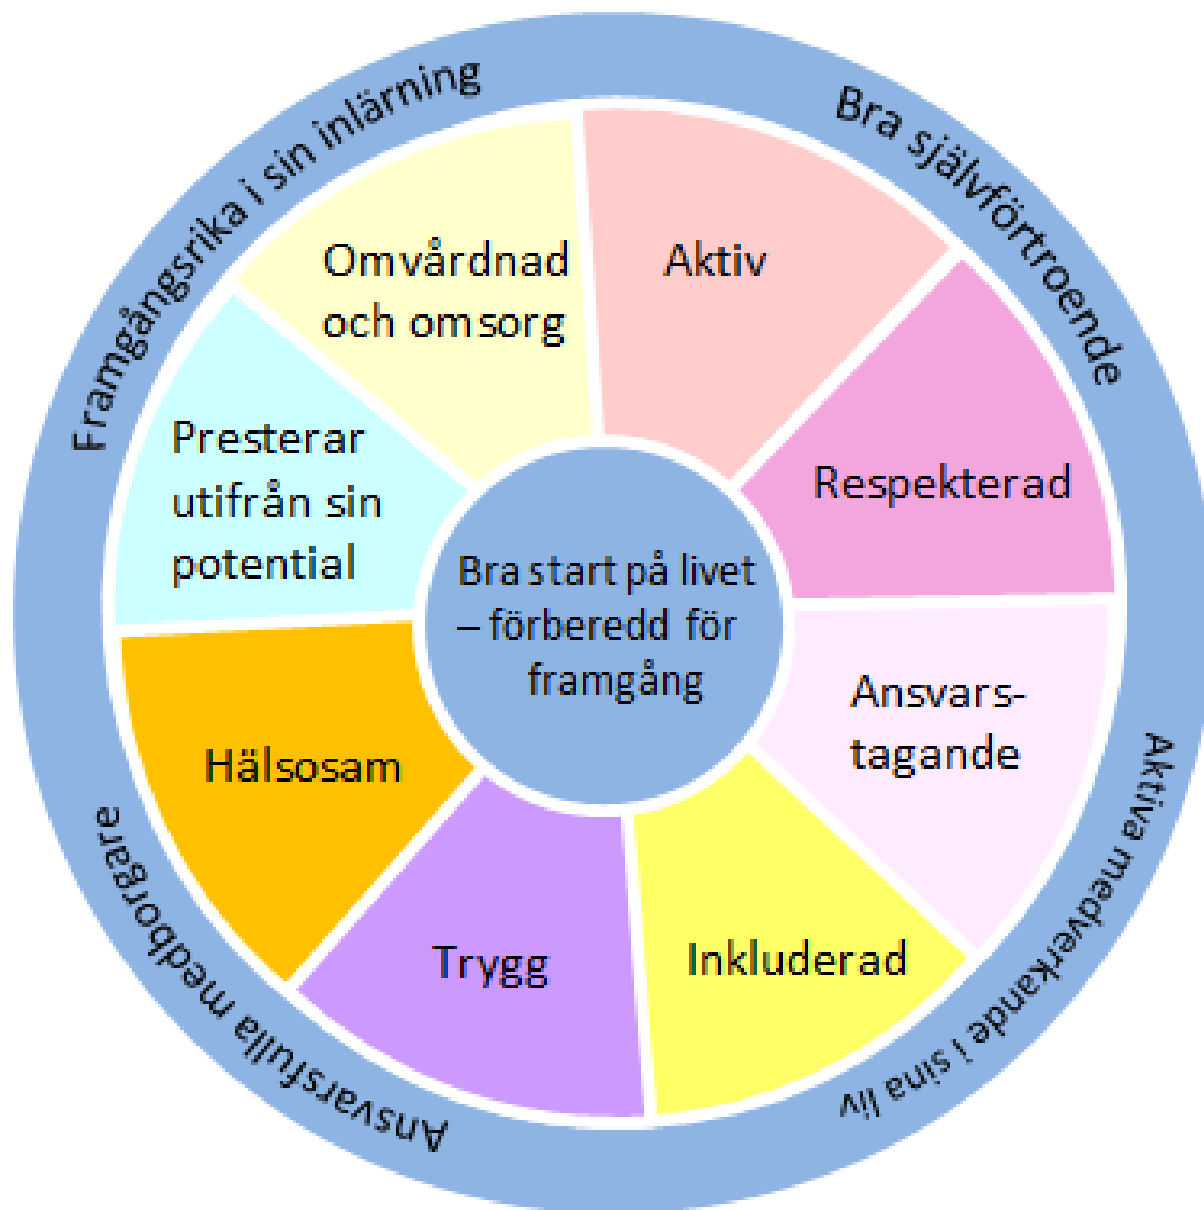 Framgångsrika i sin inlärning
Bra självförtroende
Aktiva medverkande i sina liv
Ansvarsfulla medborgare
Omvårdnad
och omsorg
Aktiv
Respekterad
Ansvars-
tagande
Inkluderad
Trygg
Hälsosam
Presterar
utifrån sin
potential
Bra start på livet
– förberedd för
framgång